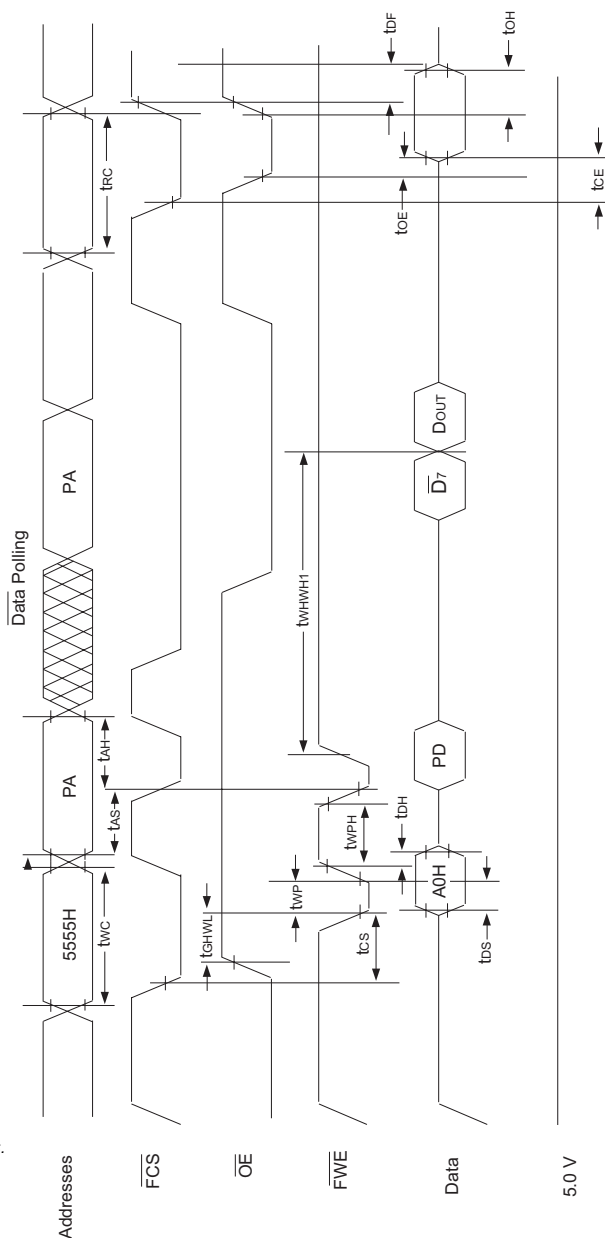 Data Polling
Addresses
5555H
PA
PA
tWC
tAS
tAH
tRC
FCS
OE
tGHWL
tWP
FWE
tCS
tWPH
tWHWH1
tDH
tDF
Data
A0H
PD
D7
DOUT
tDS
tOE
tOH
tCE
5.0 V